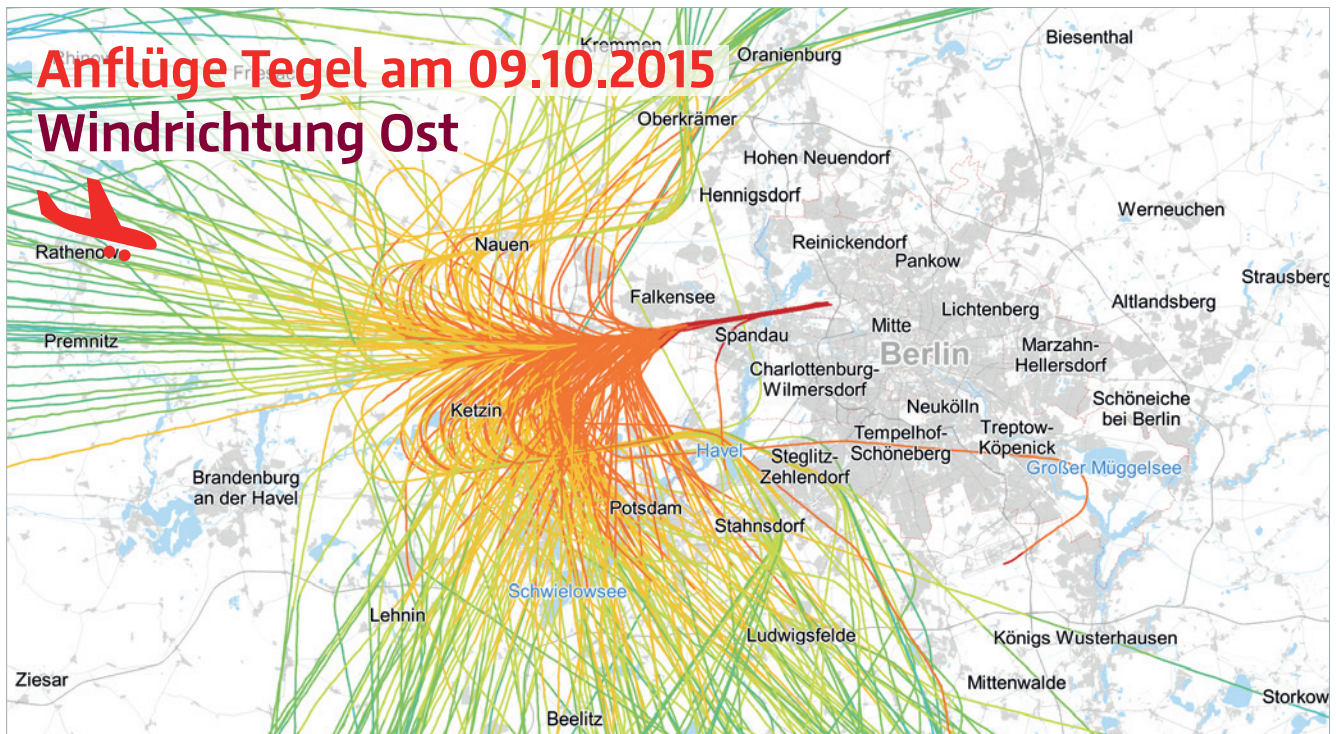 Anflüge Tegel am 09.10.2015
Windrichtung Ost
Kremmen
Biesenthal
Oranienburg
Oberkrämer
Hohen Neuendorf
Hennigsdorf
Werneuchen
Reinickendorf
Nauen
Rathenow
Pankow
Strausberg
Falkensee
Altlandsberg
Lichtenberg
Mitte
Spandau
Premnitz
Berlin
Marzahn-
Hellersdorf
Charlottenburg-
Wilmersdorf
Schöneiche
bei Berlin
Neukölln
Ketzin
Treptow-
Köpenick
Tempelhof-
Schöneberg
Havel
Steglitz-
Zehlendorf
Großer Müggelsee
Brandenburg
an der Havel
Potsdam
Stahnsdorf
Schwielowsee
Lehnin
Ludwigsfelde
Königs Wusterhausen
Ziesar
Mittenwalde
Storkow
Beelitz